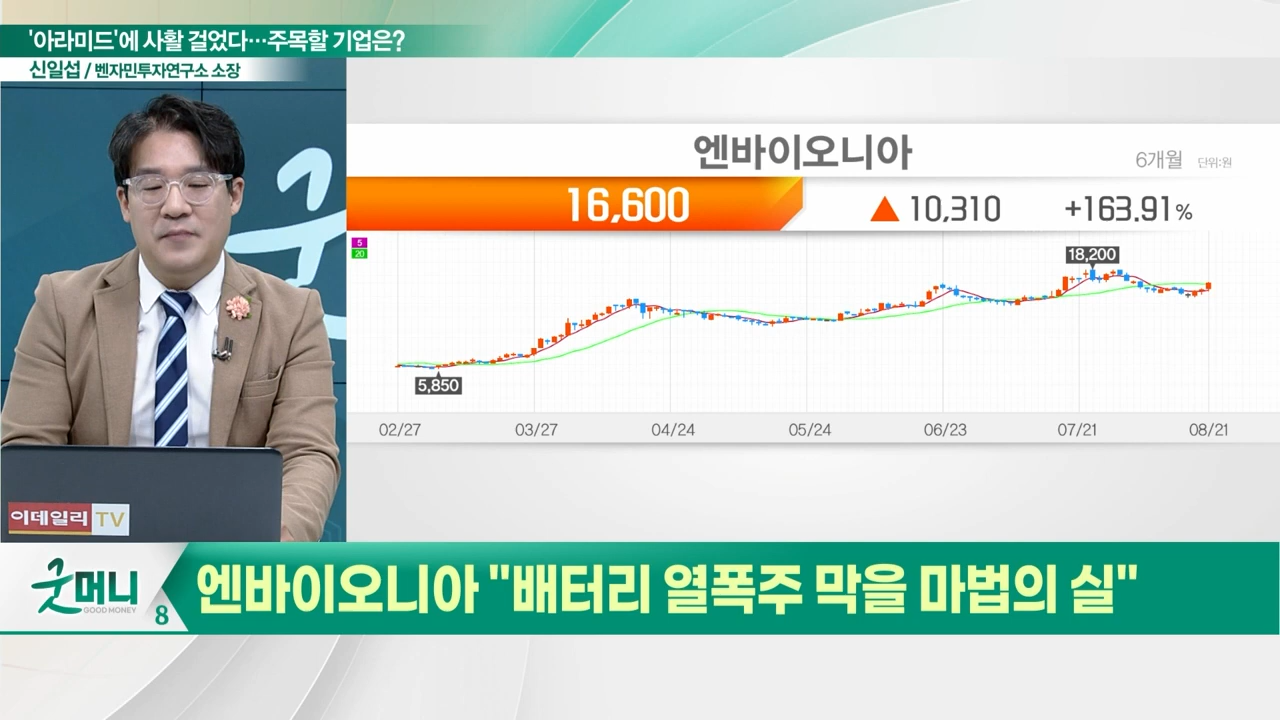 '아라미드'에 사활 걸었다…주목할 기업은?
신일섭 / 벤자민투자연구소 소장
엔바이오니아
6개월 단위:원
16,600 ▲ 10,310 +163.91%
5
20
18,200
5,850
02/27 03/27 04/24 05/24 06/23 07/21 08/21
이데일리 TV
굿머니
GOOD MONEY
8
엔바이오니아 "배터리 열폭주 막을 마법의 실"